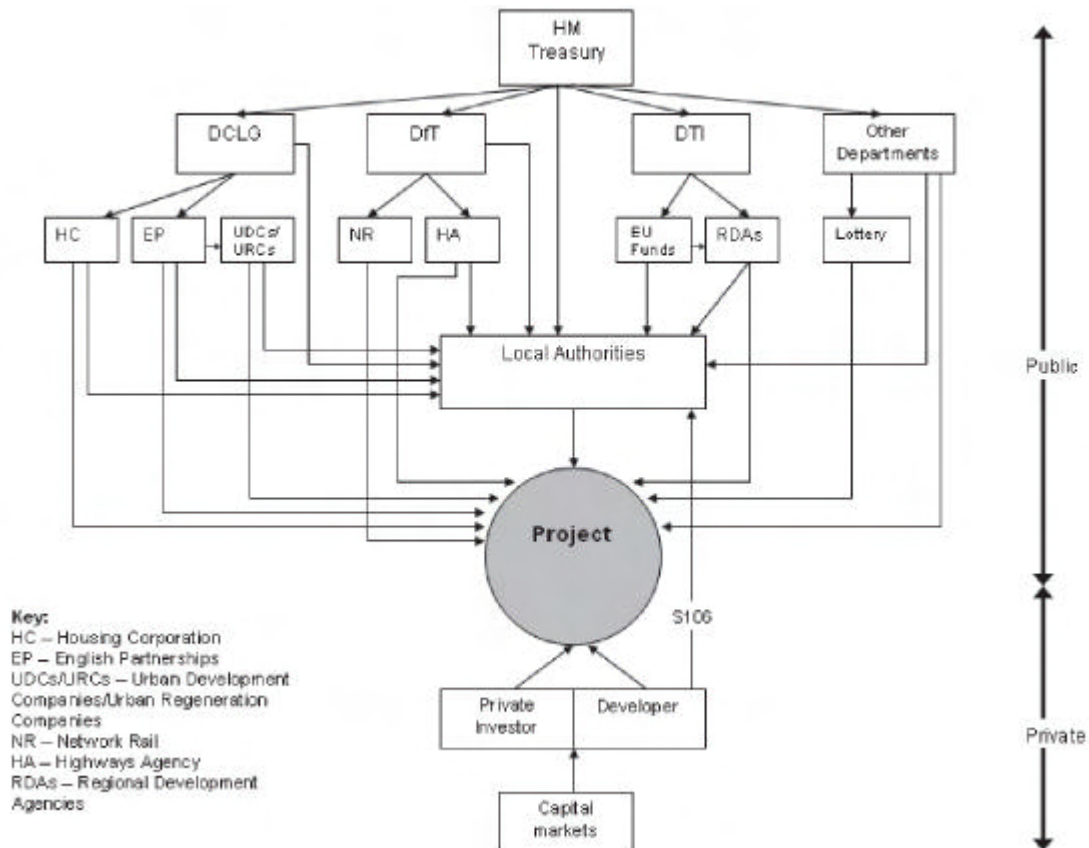 HM
Treasury
DCLG
DfT
DTI
Other
Departments
HC
EP
UDCs/
URCs
NR
HA
EU
Funds
RDAs
Lottery
Local Authorities
Public
Project
S106
Key:
HC – Housing Corporation
EP – English Partnerships
UDCs/URCs – Urban Development
Companies/Urban Regeneration
Companies
NR – Network Rail
HA – Highways Agency
RDAs – Regional Development
Agencies
Private
Investor
Developer
Private
Capital
markets